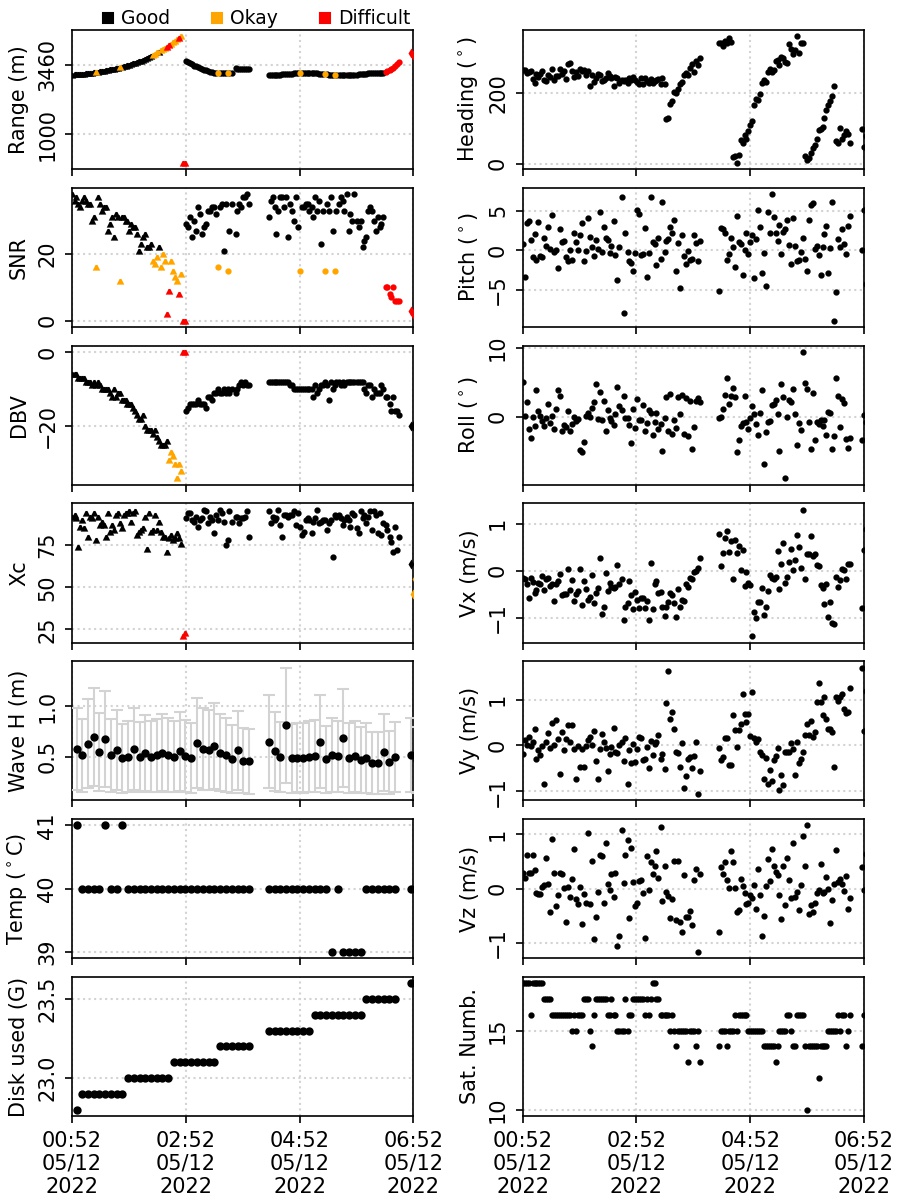 Good Okay Difficult
Range (m)
3460
1000
Heading (°)
200
0
SNR
20
0
Pitch (°)
5
0
−5
DBV
0
−20
Roll (°)
10
0
Xc
75
50
25
Vx (m/s)
1
0
−1
Wave H (m)
1.0
0.5
Vy (m/s)
1
0
−1
Temp (°C)
41
40
39
Vz (m/s)
1
0
−1
Disk used (G)
23.5
23.0
Sat. Numb.
15
10
00:52 02:52 04:52 06:52 00:52 02:52 04:52 06:52
05/12 05/12 05/12 05/12 05/12 05/12 05/12 05/12
2022 2022 2022 2022 2022 2022 2022 2022